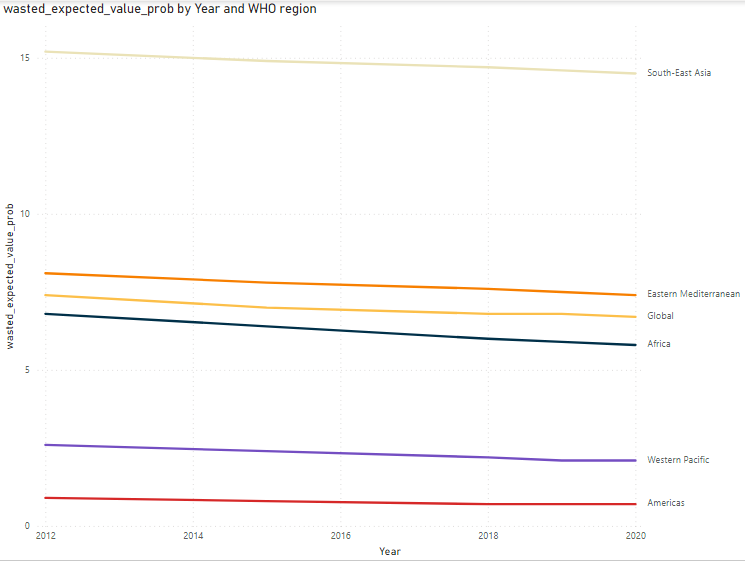 wasted_expected_value_prob by Year and WHO region
15
South-East Asia
10
wasted_expected_value_prob
Eastern Mediterranean
Global
Africa
5
Western Pacific
Americas
0
2012 2014 2016 2018 2020
Year